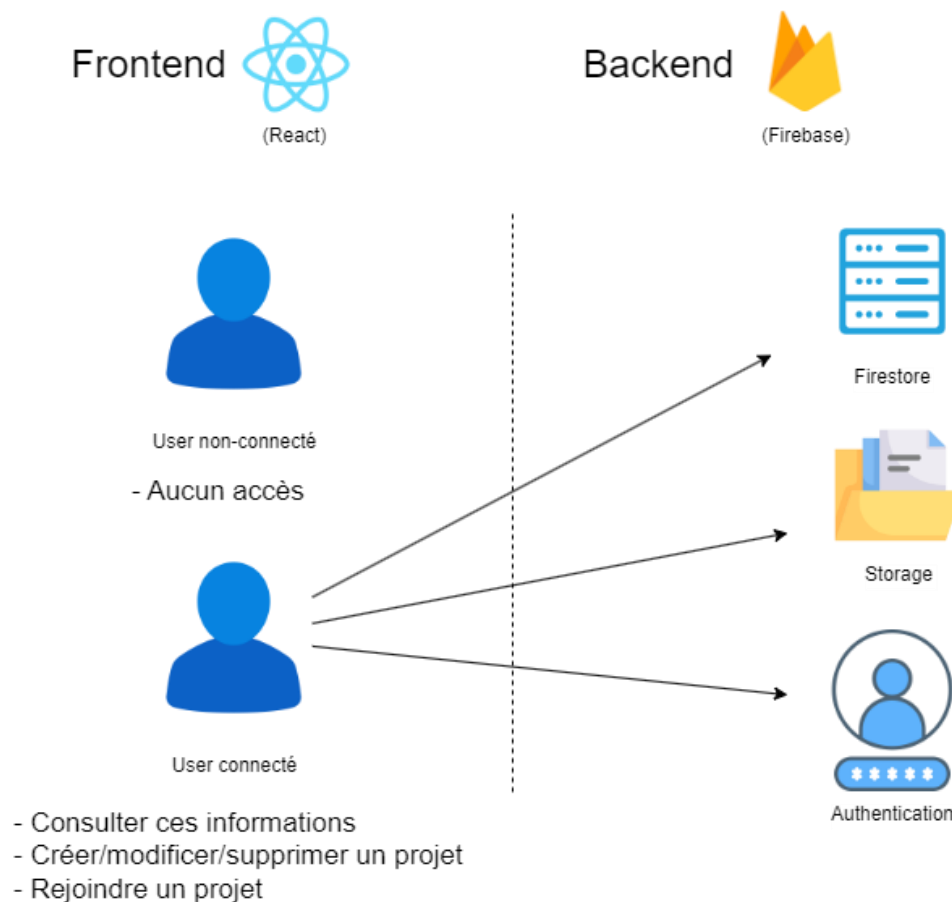 Frontend
(React)
Backend
(Firebase)
User non-connecté
- Aucun accès
User connecté
- Consulter ces informations
- Créer/modificer/supprimer un projet
- Rejoindre un projet
Firestore
Storage
Authentication